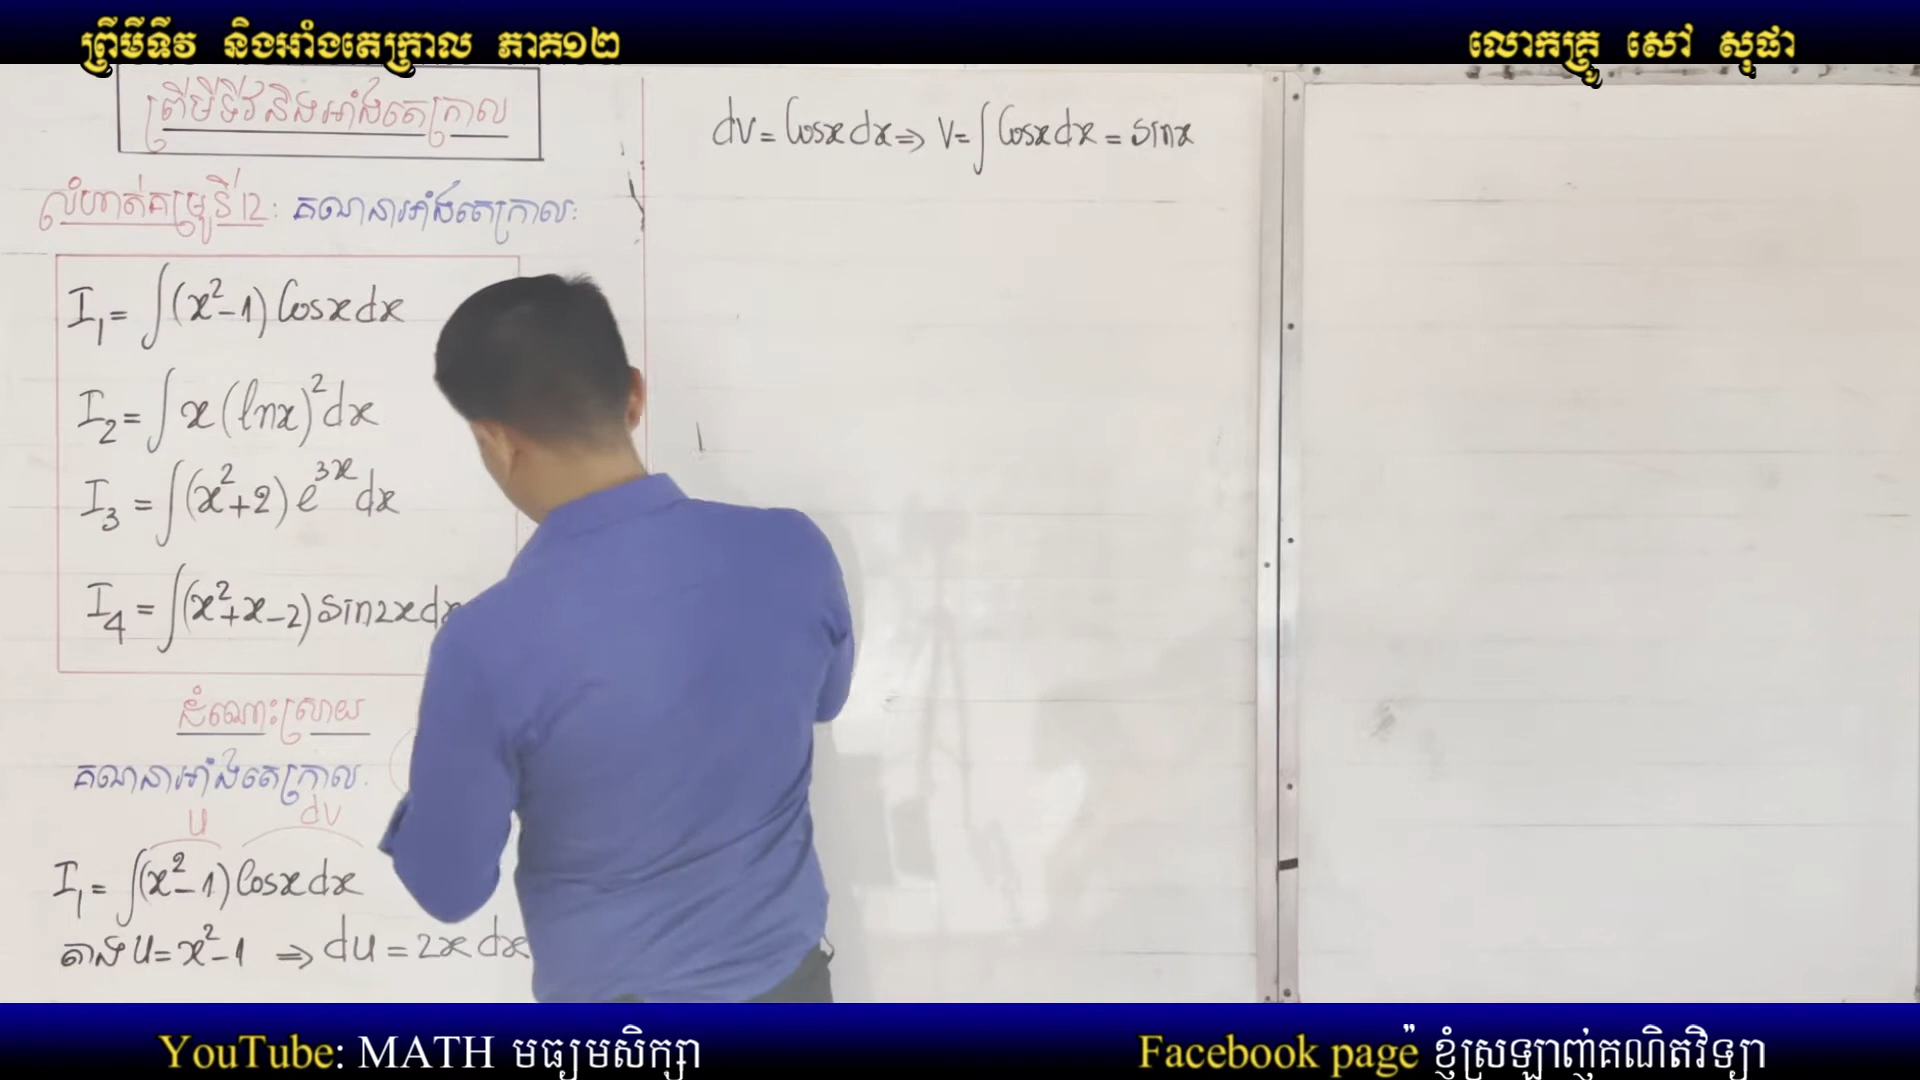 ព្រីមីទីវ និងអាំងតេក្រាល ភាគ១២
លោកគ្រូ សៅ សុផា
ព្រីមីទីវនិងអាំងតេក្រាល
លំហាត់គម្រូទី12: គណនាអាំងតេក្រាល:
I₁ = ∫(x²-1) Cosx dx
I₂ = ∫x(lnx)²dx
I₃ = ∫(x²+2) e³ˣ dx
I₄ = ∫(x²+x-2) sin2x dx
ដំណោះស្រាយ
គណនាអាំងតេក្រាល:
u dv
I₁ = ∫(x²-1) Cosx dx
តាង u = x²-1 ⇒ du = 2x dx
dv = Cosx dx ⇒ v = ∫Cosx dx = sinx
YouTube: MATH មធ្យមសិក្សា
Facebook page ៉ ខ្ញុំស្រឡាញ់គណិតវិទ្យា